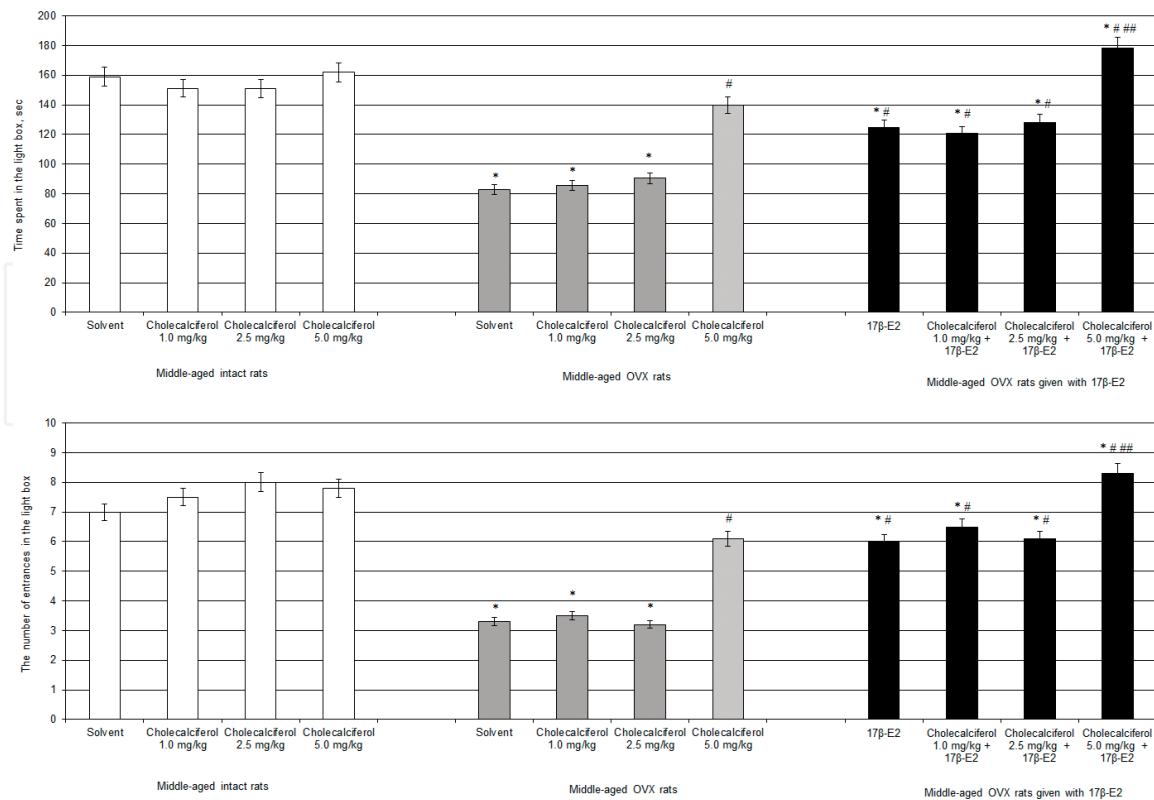 Time spent in the light box, sec
200
180
160
140
120
100
80
60
40
20
0
* # ##
#
* #
* #
* #
*
*
*
Solvent
Cholecalciferol
1.0 mg/kg
Cholecalciferol
2.5 mg/kg
Cholecalciferol
5.0 mg/kg
Solvent
Cholecalciferol
1.0 mg/kg
Cholecalciferol
2.5 mg/kg
Cholecalciferol
5.0 mg/kg
17β-E2
Cholecalciferol
1.0 mg/kg +
17β-E2
Cholecalciferol
2.5 mg/kg +
17β-E2
Cholecalciferol
5.0 mg/kg +
17β-E2
Middle-aged intact rats
Middle-aged OVX rats
Middle-aged OVX rats given with 17β-E2
The number of entrances in the light box
10
9
8
7
6
5
4
3
2
1
0
* # ##
#
* #
* #
* #
*
*
*
Solvent
Cholecalciferol
1.0 mg/kg
Cholecalciferol
2.5 mg/kg
Cholecalciferol
5.0 mg/kg
Solvent
Cholecalciferol
1.0 mg/kg
Cholecalciferol
2.5 mg/kg
Cholecalciferol
5.0 mg/kg
17β-E2
Cholecalciferol
1.0 mg/kg +
17β-E2
Cholecalciferol
2.5 mg/kg +
17β-E2
Cholecalciferol
5.0 mg/kg +
17β-E2
Middle-aged intact rats
Middle-aged OVX rats
Middle-aged OVX rats given with 17β-E2